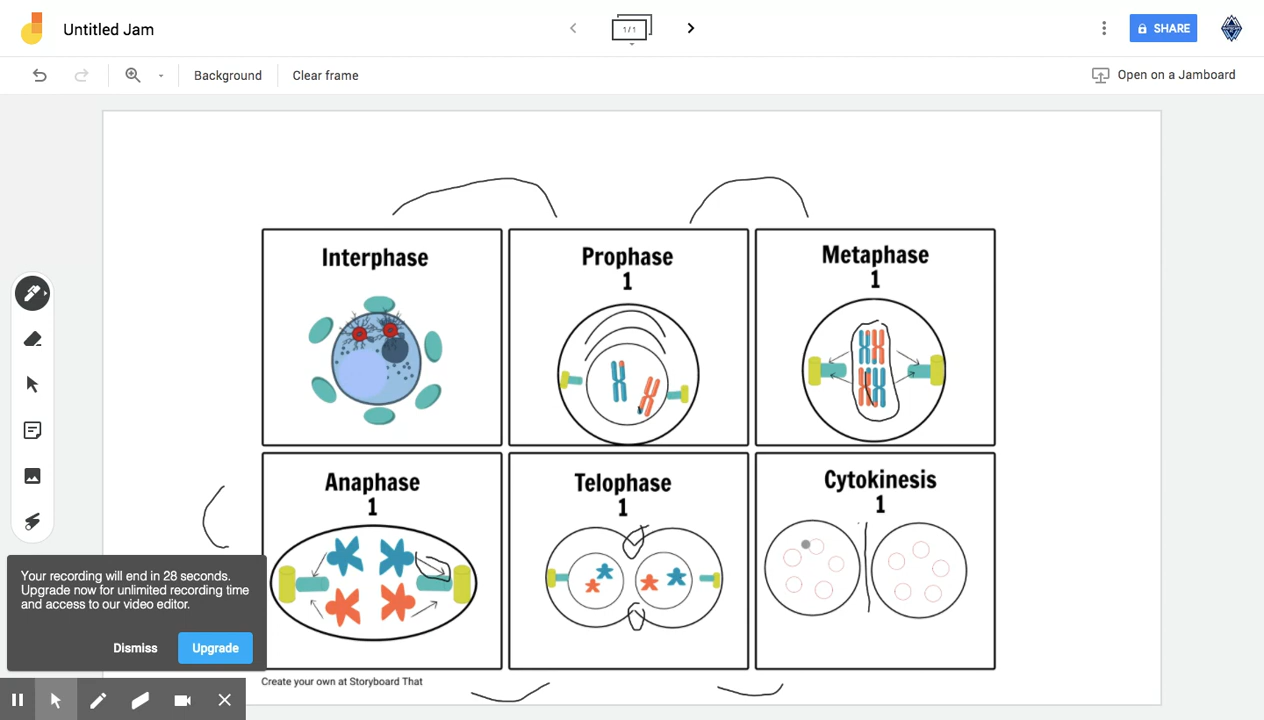 Untitled Jam
1/1
SHARE
Background
Clear frame
Open on a Jamboard
Interphase
Prophase
1
Metaphase
1
Anaphase
1
Telophase
1
Cytokinesis
1
Your recording will end in 28 seconds.
Upgrade now for unlimited recording time
and access to our video editor.
Dismiss
Upgrade
Create your own at Storyboard That